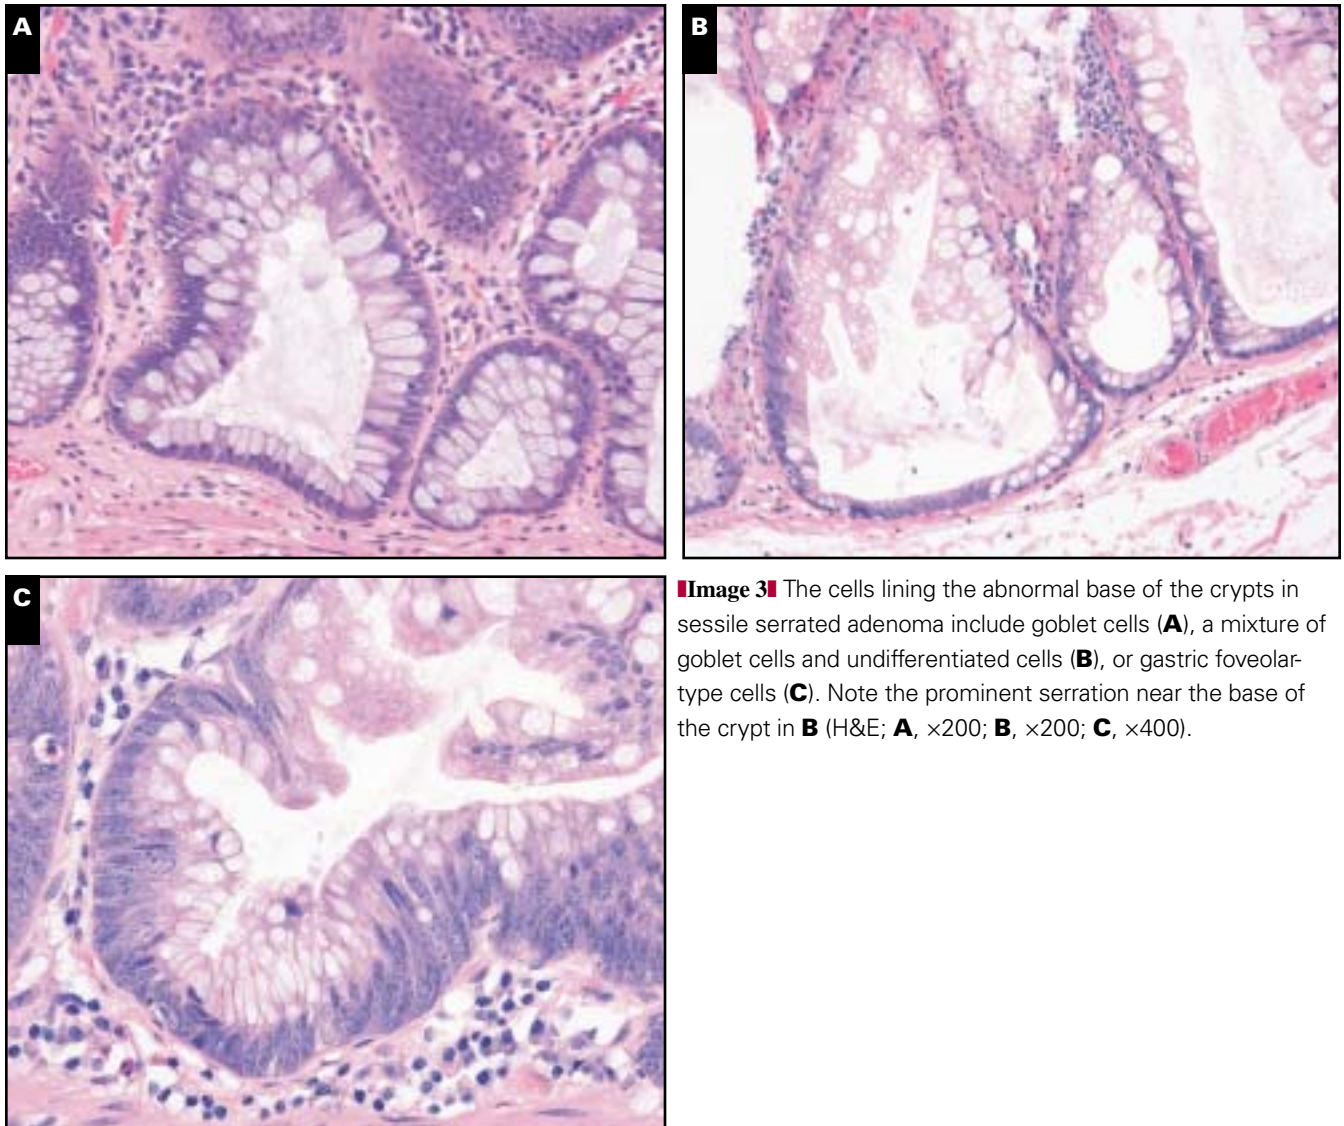 A
B
C
Image 3 The cells lining the abnormal base of the crypts in
sessile serrated adenoma include goblet cells (A), a mixture of
goblet cells and undifferentiated cells (B), or gastric foveolar-
type cells (C). Note the prominent serration near the base of
the crypt in B (H&E; A, ×200; B, ×200; C, ×400).